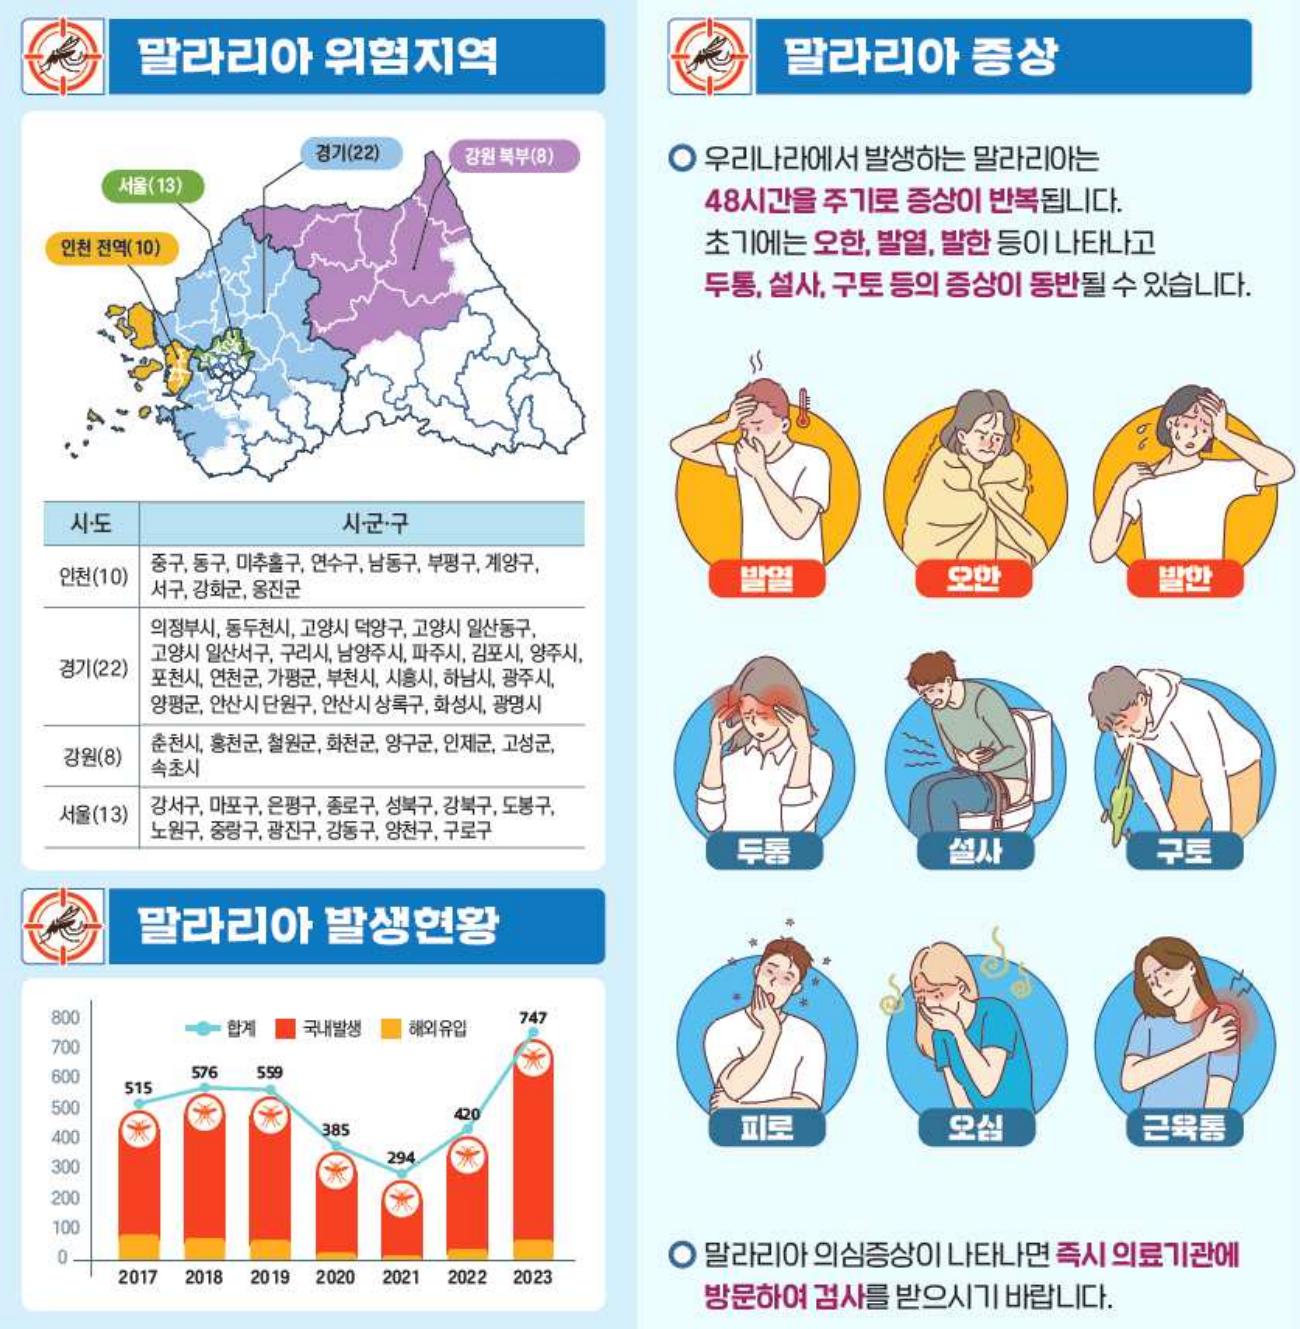 말라리아 위험지역
경기(22)
강원 북부(8)
서울(13)
인천 전역(10)
시·도 시·군·구
인천(10) 중구, 동구, 미추홀구, 연수구, 남동구, 부평구, 계양구,
서구, 강화군, 옹진군
경기(22) 의정부시, 동두천시, 고양시 덕양구, 고양시 일산동구,
고양시 일산서구, 구리시, 남양주시, 파주시, 김포시, 양주시,
포천시, 연천군, 가평군, 부천시, 시흥시, 하남시, 광주시,
양평군, 안산시 단원구, 안산시 상록구, 화성시, 광명시
강원(8) 춘천시, 홍천군, 철원군, 화천군, 양구군, 인제군, 고성군,
속초시
서울(13) 강서구, 마포구, 은평구, 종로구, 성북구, 강북구, 도봉구,
노원구, 중랑구, 광진구, 강동구, 양천구, 구로구
말라리아 발생현황
합계 국내발생 해외유입
800
700
600
500
400
300
200
100
0
515 576 559 385 294 420 747
2017 2018 2019 2020 2021 2022 2023
말라리아 증상
우리나라에서 발생하는 말라리아는
48시간을 주기로 증상이 반복됩니다.
초기에는 오한, 발열, 발한 등이 나타나고
두통, 설사, 구토 등의 증상이 동반될 수 있습니다.
발열 오한 발한
두통 설사 구토
피로 오심 근육통
말라리아 의심증상이 나타나면 즉시 의료기관에
방문하여 검사를 받으시기 바랍니다.